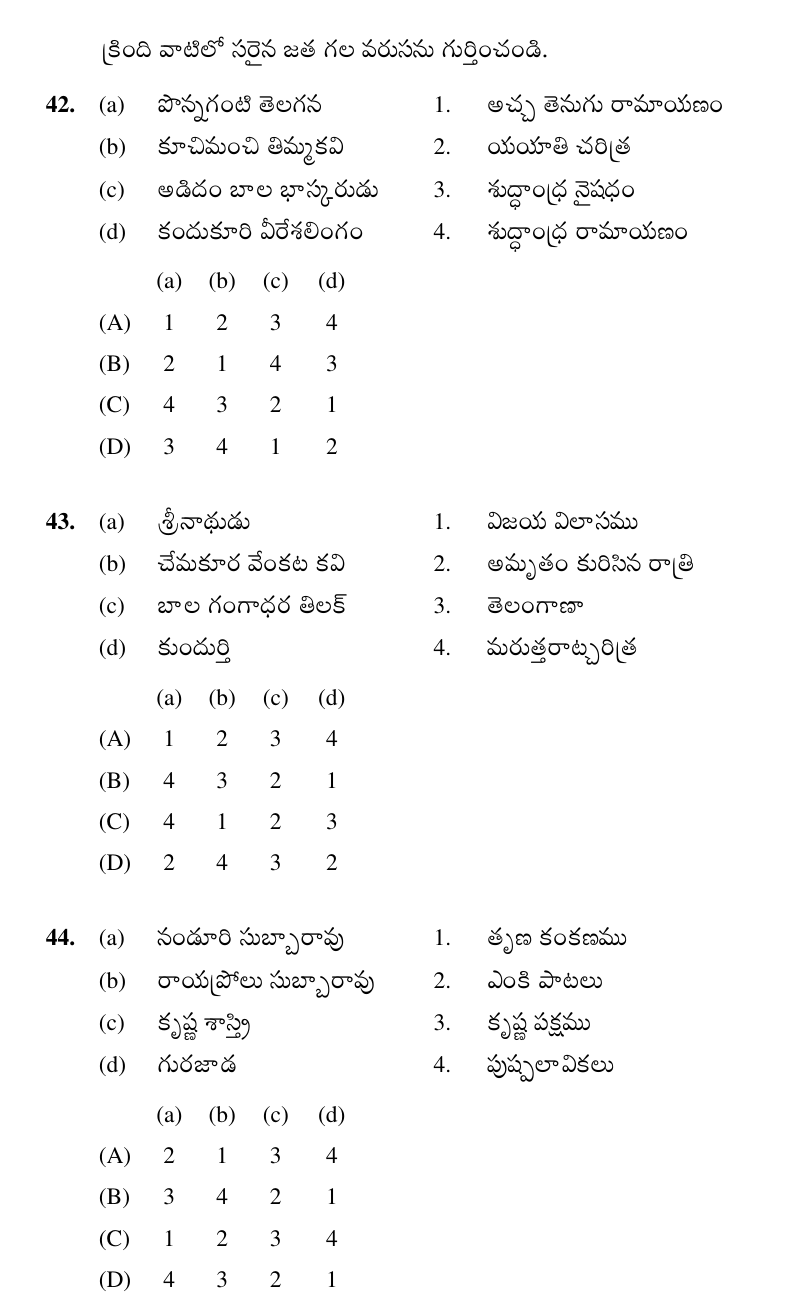 క్రింది వాటిలో సరైన జత గల వరుసను గుర్తించండి.
42. (a) పొన్నగంటి తెలగన 1. అచ్చ తెనుగు రామాయణం
(b) కూచిమంచి తిమ్మకవి 2. యయాతి చరిత్ర
(c) అడిదం బాల భాస్కరుడు 3. శుద్ధాంధ్ర నైషధం
(d) కందుకూరి వీరేశలింగం 4. శుద్ధాంధ్ర రామాయణం
(a) (b) (c) (d)
(A) 1 2 3 4
(B) 2 1 4 3
(C) 4 3 2 1
(D) 3 4 1 2
43. (a) శ్రీనాథుడు 1. విజయ విలాసము
(b) చేమకూర వేంకట కవి 2. అమృతం కురిసిన రాత్రి
(c) బాల గంగాధర తిలక్ 3. తెలంగాణా
(d) కుందుర్తి 4. మరుత్తరాట్చరిత్ర
(a) (b) (c) (d)
(A) 1 2 3 4
(B) 4 3 2 1
(C) 4 1 2 3
(D) 2 4 3 2
44. (a) నండూరి సుబ్బారావు 1. తృణ కంకణము
(b) రాయప్రోలు సుబ్బారావు 2. ఎంకి పాటలు
(c) కృష్ణ శాస్త్రి 3. కృష్ణ పక్షము
(d) గురజాడ 4. పుష్పలావికలు
(a) (b) (c) (d)
(A) 2 1 3 4
(B) 3 4 2 1
(C) 1 2 3 4
(D) 4 3 2 1